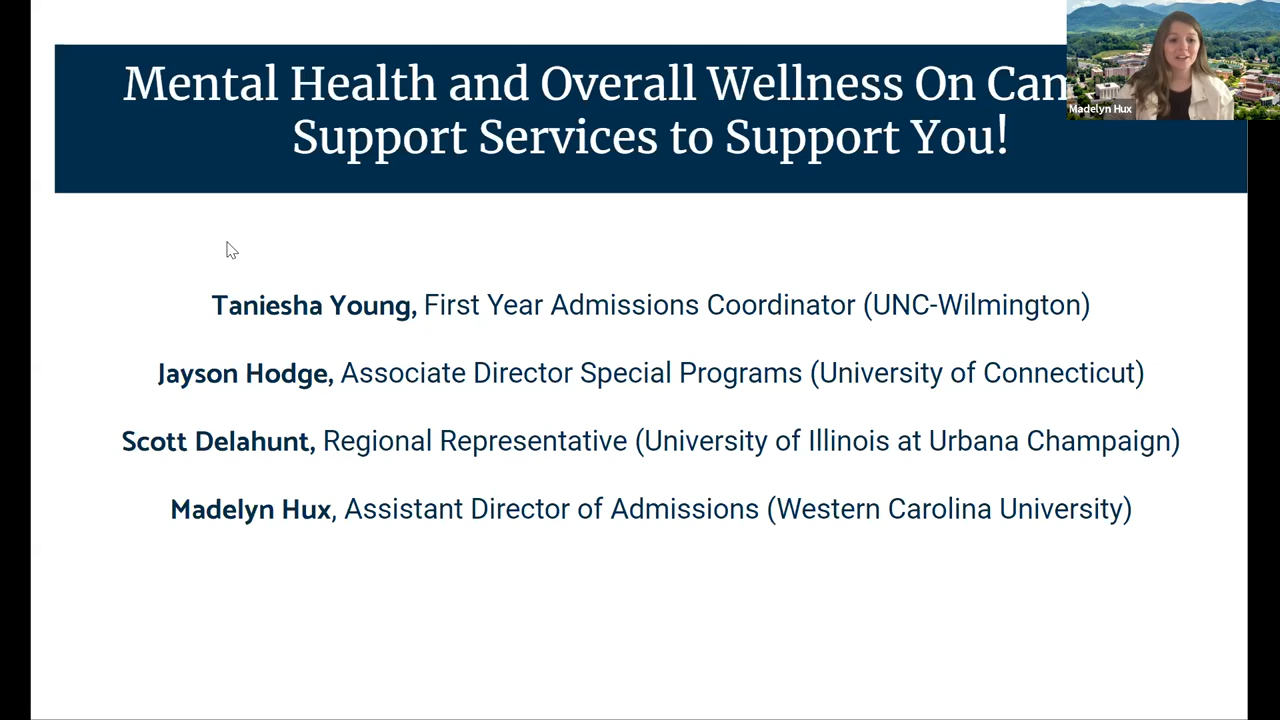 Mental Health and Overall Wellness On Cam
Support Services to Support You!
Madelyn Hux
Taniesha Young, First Year Admissions Coordinator (UNC-Wilmington)
Jayson Hodge, Associate Director Special Programs (University of Connecticut)
Scott Delahunt, Regional Representative (University of Illinois at Urbana Champaign)
Madelyn Hux, Assistant Director of Admissions (Western Carolina University)